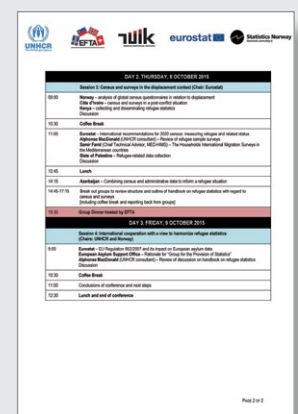 UNHCR
EFTA
TUİK
eurostat
Statistics Norway
DAY 2, THURSDAY, 8 OCTOBER 2015
Session 3: Census and surveys in the displacement context (Chair: Eurostat)
09:00 Norway – analysis of global census questionnaires in relation to displacement
Côte d'Ivoire – census and surveys in a post-conflict situation
Kenya – collecting and disseminating refugee statistics
Discussion
10:30 Coffee Break
11:00 Eurostat – International recommendations for 2020 census: measuring refugees and related status
Alphonse MacDonald (UNHCR consultant) – Review of refugee sample surveys
Samir Farid (Chief Technical Advisor, MED-HIMS) – The Households International Migration Surveys in
the Mediterranean countries
State of Palestine – Refugee-related data collection
Discussion
12:45 Lunch
14:15 Azerbaijan – Combining census and administrative data to inform a refugee situation
14:45-17:15 Break out groups to review structure and outline of handbook on refugee statistics with regard to
census and surveys
[including coffee break and reporting back from groups]
19:30 Group Dinner hosted by EFTA
DAY 3, FRIDAY, 9 OCTOBER 2015
Session 4: International cooperation with a view to harmonize refugee statistics
(Chairs: UNHCR and Norway)
9:00 Eurostat – EU Regulation 862/2007 and its impact on European asylum data
European Asylum Support Office – Rationale for "Group for the Provision of Statistics"
Alphonse MacDonald (UNHCR consultant) – Review of discussion on handbook on refugee statistics
Discussion
10:30 Coffee Break
11:00 Conclusions of conference and next steps
12:30 Lunch and end of conference
Page 2 of 2